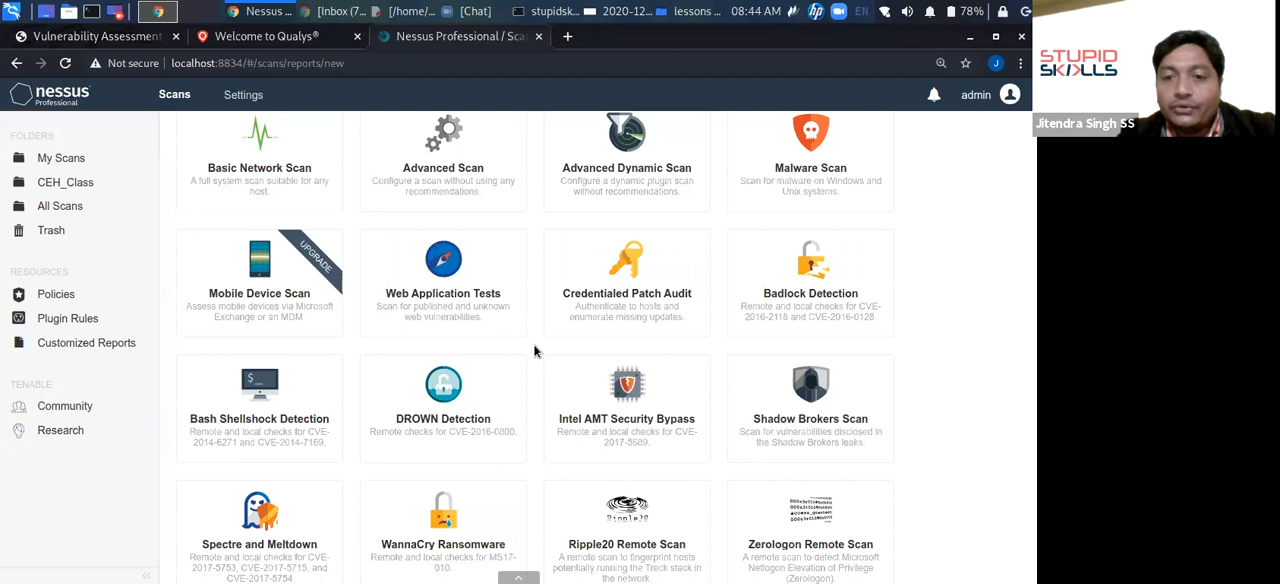 Nessus ...
[Inbox (7...
[/home/...
[Chat]
stupidsk...
2020-12...
lessons ...
08:44 AM
EN
78%
Vulnerability Assessment
Welcome to Qualys®
Nessus Professional / Sca
Not secure
localhost:8834/#/scans/reports/new
J
nessus
Professional
Scans
Settings
admin
FOLDERS
My Scans
CEH_Class
All Scans
Trash
RESOURCES
Policies
Plugin Rules
Customized Reports
TENABLE
Community
Research
Basic Network Scan
A full system scan suitable for any
host.
Advanced Scan
Configure a scan without using any
recommendations.
Advanced Dynamic Scan
Configure a dynamic plugin scan
without recommendations.
Malware Scan
Scan for malware on Windows and
Unix systems.
UPGRADE
Mobile Device Scan
Assess mobile devices via Microsoft
Exchange or an MDM.
Web Application Tests
Scan for published and unknown
web vulnerabilities.
Credentialed Patch Audit
Authenticate to hosts and
enumerate missing updates.
Badlock Detection
Remote and local checks for CVE-
2016-2118 and CVE-2016-0128
Bash Shellshock Detection
Remote and local checks for CVE-
2014-6271 and CVE-2014-7169.
DROWN Detection
Remote checks for CVE-2016-0800.
Intel AMT Security Bypass
Remote and local checks for CVE-
2017-5689.
Shadow Brokers Scan
Scan for vulnerabilities disclosed in
the Shadow Brokers leaks.
Spectre and Meltdown
Remote and local checks for CVE-
2017-5753, CVE-2017-5715, and
CVE-2017-5754
WannaCry Ransomware
Remote and local checks for MS17-
010.
Ripple20
Ripple20 Remote Scan
A remote scan to fingerprint hosts
potentially running the Treck stack in
the network
Zerologon Remote Scan
A remote scan to detect Microsoft
Netlogon Elevation of Privilege
(Zerologon).
STUPID
SKILLS
Jitendra Singh SS